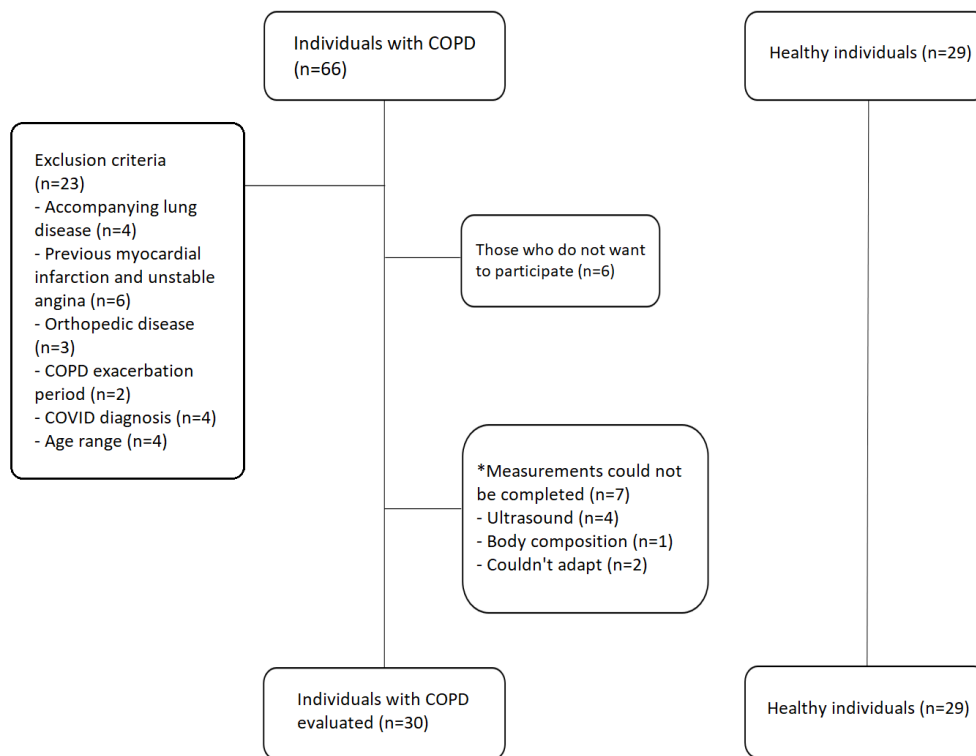 Individuals with COPD
(n=66)
Healthy individuals (n=29)
Exclusion criteria
(n=23)
- Accompanying lung
disease (n=4)
- Previous myocardial
infarction and unstable
angina (n=6)
- Orthopedic disease
(n=3)
- COPD exacerbation
period (n=2)
- COVID diagnosis (n=4)
- Age range (n=4)
Those who do not want
to participate (n=6)
*Measurements could not
be completed (n=7)
- Ultrasound (n=4)
- Body composition (n=1)
- Couldn't adapt (n=2)
Individuals with COPD
evaluated (n=30)
Healthy individuals (n=29)